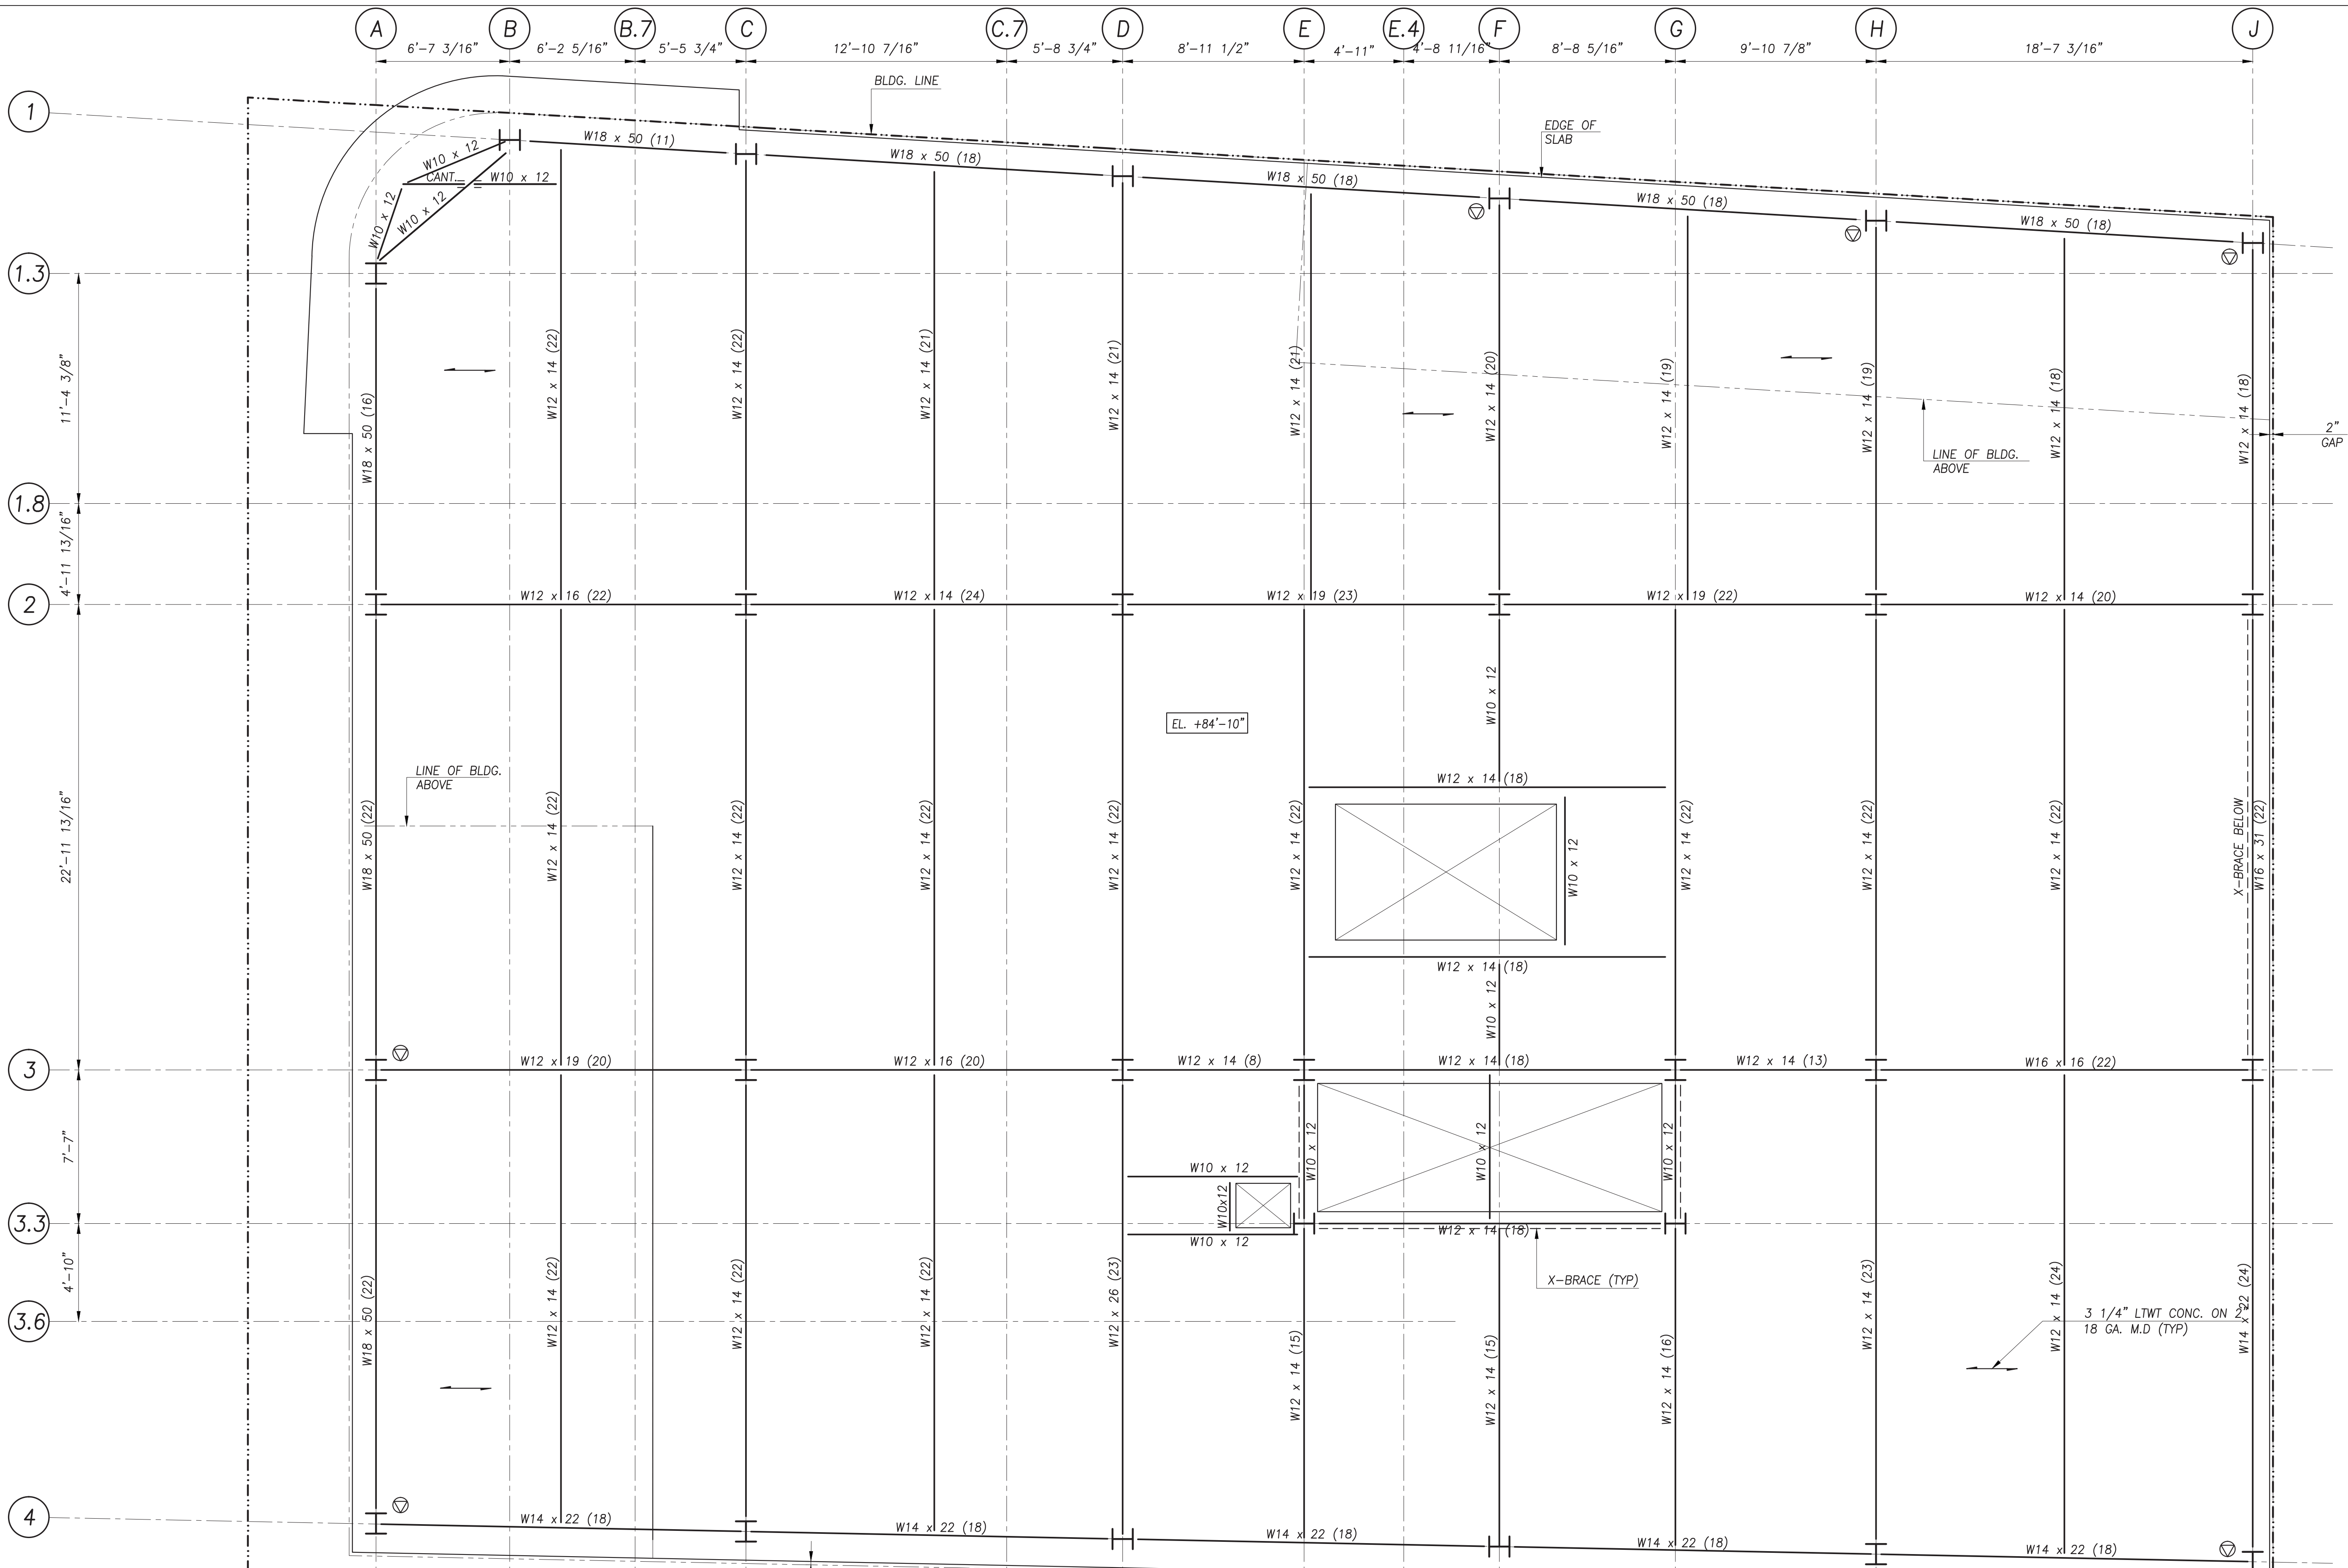 A
B
B.7
C
C.7
D
E
E.4
F
G
H
J
6'-7 3/16"
6'-2 5/16"
5'-5 3/4"
12'-10 7/16"
5'-8 3/4"
8'-11 1/2"
4'-11"
4'-8 11/16"
8'-8 5/16"
9'-10 7/8"
18'-7 3/16"
1
BLDG. LINE
EDGE OF
SLAB
W18 x 50 (11)
W18 x 50 (18)
W18 x 50 (18)
W18 x 50 (18)
W18 x 50 (18)
W10 x 12
CANT.
W10 x 12
W10 x 12
W10 x 12
1.3
11'-4 3/8"
W18 x 50 (16)
W12 x 14 (22)
W12 x 14 (22)
W12 x 14 (21)
W12 x 14 (21)
W12 x 14 (21)
W12 x 14 (20)
W12 x 14 (19)
W12 x 14 (19)
W12 x 14 (18)
W12 x 14 (18)
2"
GAP
LINE OF BLDG.
ABOVE
1.8
4'-11 13/16"
2
W12 x 16 (22)
W12 x 14 (24)
W12 x 19 (23)
W12 x 19 (22)
W12 x 14 (20)
W10 x 12
EL. +84'-10"
LINE OF BLDG.
ABOVE
W12 x 14 (18)
22'-11 13/16"
W18 x 50 (22)
W12 x 14 (22)
W12 x 14 (22)
W12 x 14 (22)
W12 x 14 (22)
W12 x 14 (22)
W10 x 12
W12 x 14 (22)
W12 x 14 (22)
W12 x 14 (22)
X-BRACE BELOW
W16 x 31 (22)
W12 x 14 (18)
W10 x 12
3
W12 x 19 (20)
W12 x 16 (20)
W12 x 14 (8)
W12 x 14 (18)
W12 x 14 (13)
W16 x 16 (22)
7'-7"
W10 x 12
W10 x 12
W10 x 12
W10 x 12
W10x12
W10 x 12
3.3
W12 x 14 (18)
X-BRACE (TYP)
4'-10"
W18 x 50 (22)
W12 x 14 (22)
W12 x 14 (22)
W12 x 14 (22)
W12 x 26 (23)
W12 x 14 (15)
W12 x 14 (15)
W12 x 14 (16)
W12 x 14 (23)
W12 x 14 (24)
W14 x 22 (24)
3.6
3 1/4" LTWT CONC. ON 2"
18 GA. M.D (TYP)
4
W14 x 22 (18)
W14 x 22 (18)
W14 x 22 (18)
W14 x 22 (18)
W14 x 22 (18)